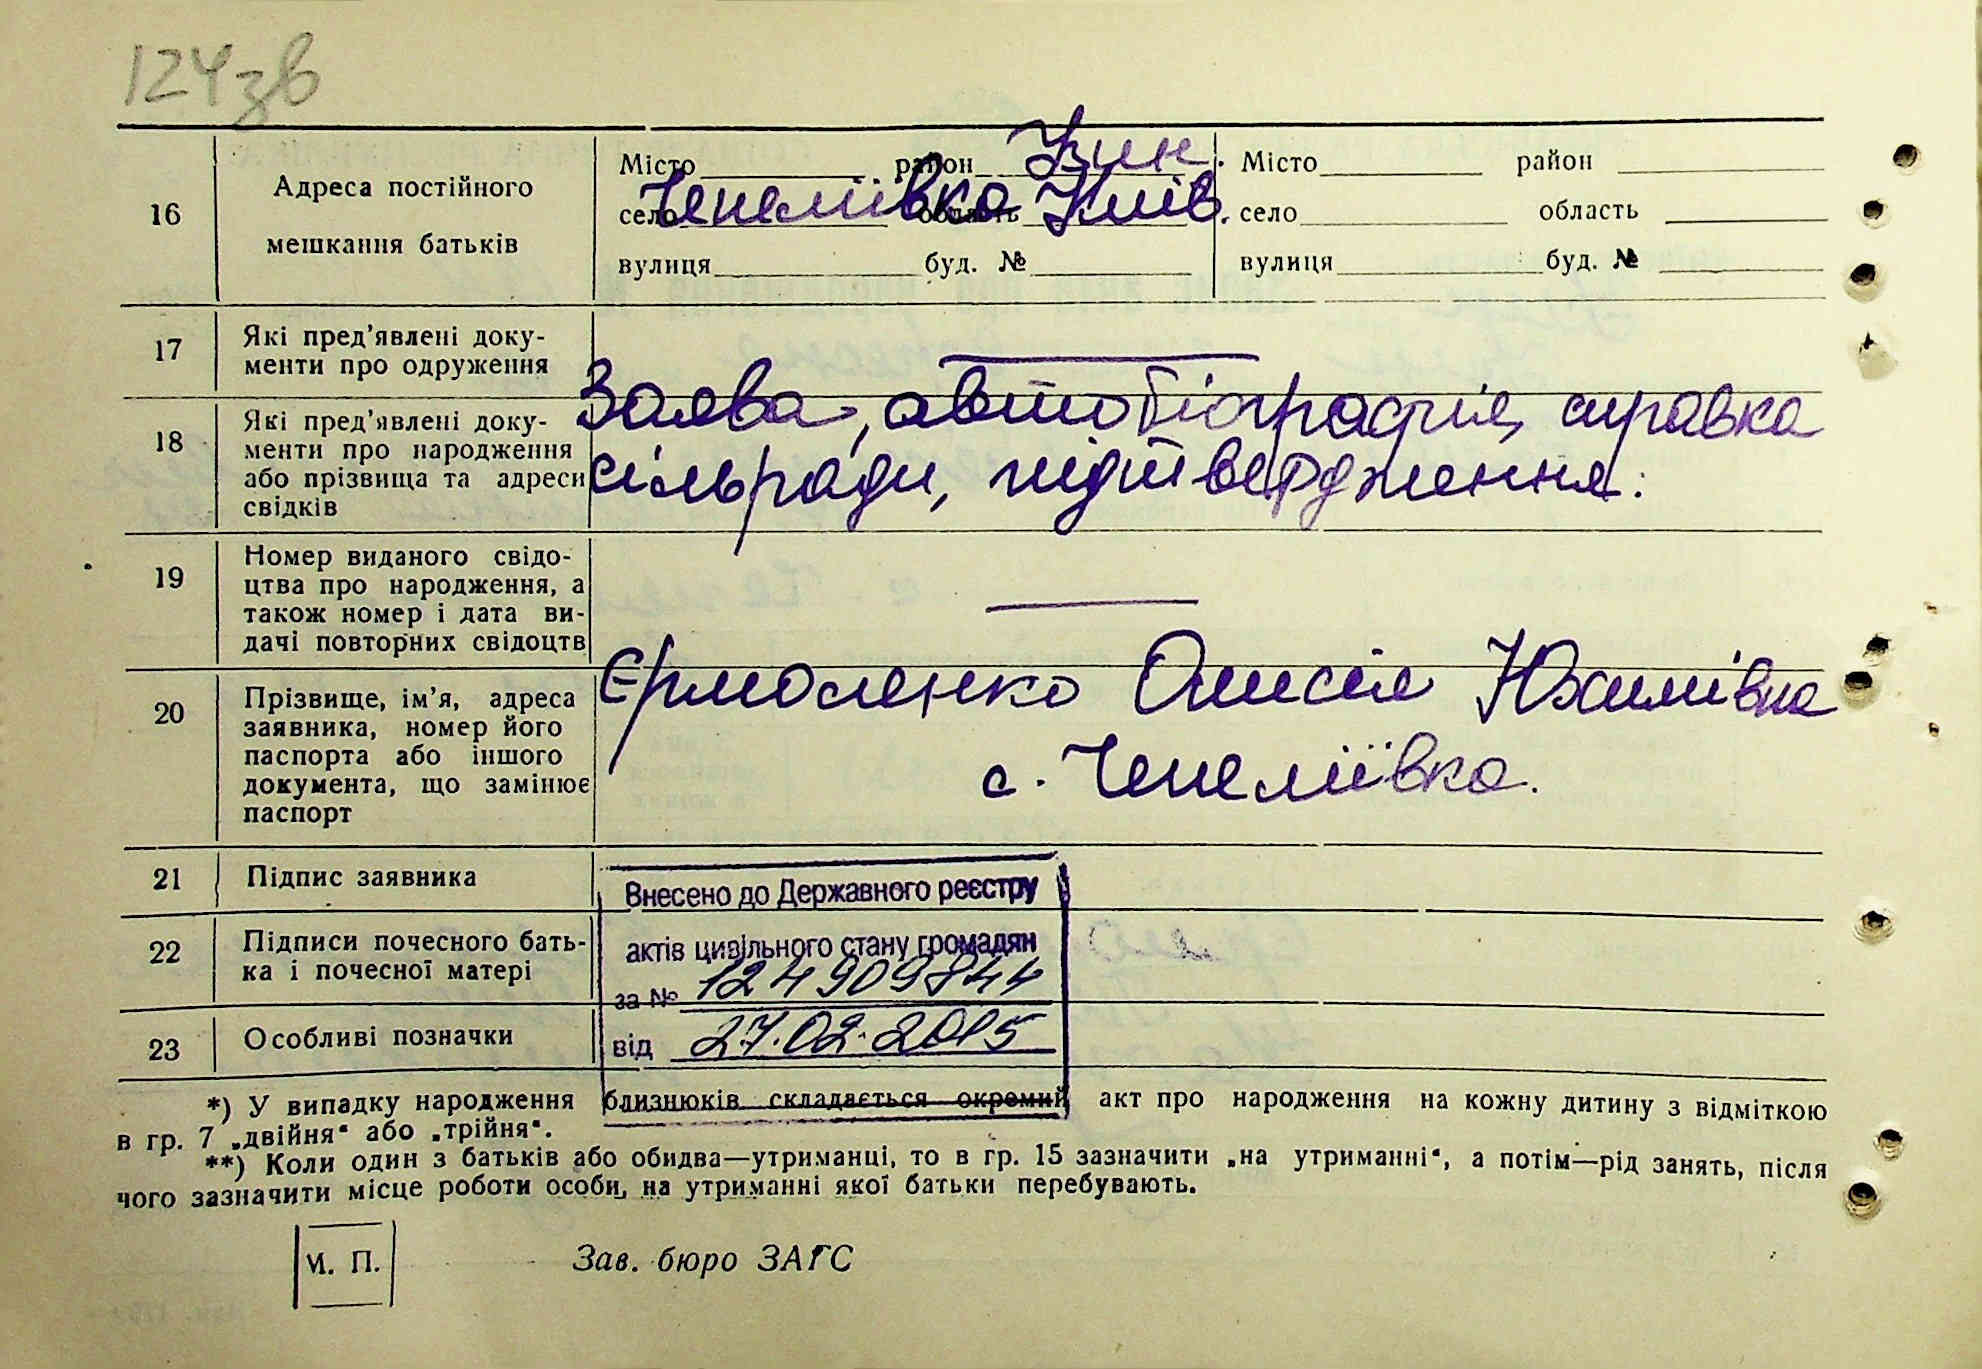 124зв
16 Адреса постійного мешкання батьків
Місто район Узин. Місто район
село Чепеліївка область Київ. село область
вулиця буд. № вулиця буд. №
17 Які пред'явлені доку-
менти про одруження
18 Які пред'явлені доку-
менти про народження
або прізвища та адреси
свідків
Заява, автобіографія, справка
сільради, підтвердження.
19 Номер виданого свідо-
цтва про народження, а
також номер і дата ви-
дачі повторних свідоцтв
20 Прізвище, ім'я, адреса
заявника, номер його
паспорта або іншого
документа, що замінює
паспорт
Єрмоленко Олисія Юхимівна
с. Чепеліївка.
21 Підпис заявника
22 Підписи почесного бать-
ка і почесної матері
23 Особливі позначки
Внесено до Державного реєстру
актів цивільного стану громадян
за № 124909844
від 27.02.2015
*) У випадку народження близнюків складається окремий акт про народження на кожну дитину з відміткою
в гр. 7 „двійня“ або „трійня“.
**) Коли один з батьків або обидва—утриманці, то в гр. 15 зазначити „на утриманні“, а потім—рід занять, після
чого зазначити місце роботи особи, на утриманні якої батьки перебувають.
М. П.
Зав. бюро ЗАГС